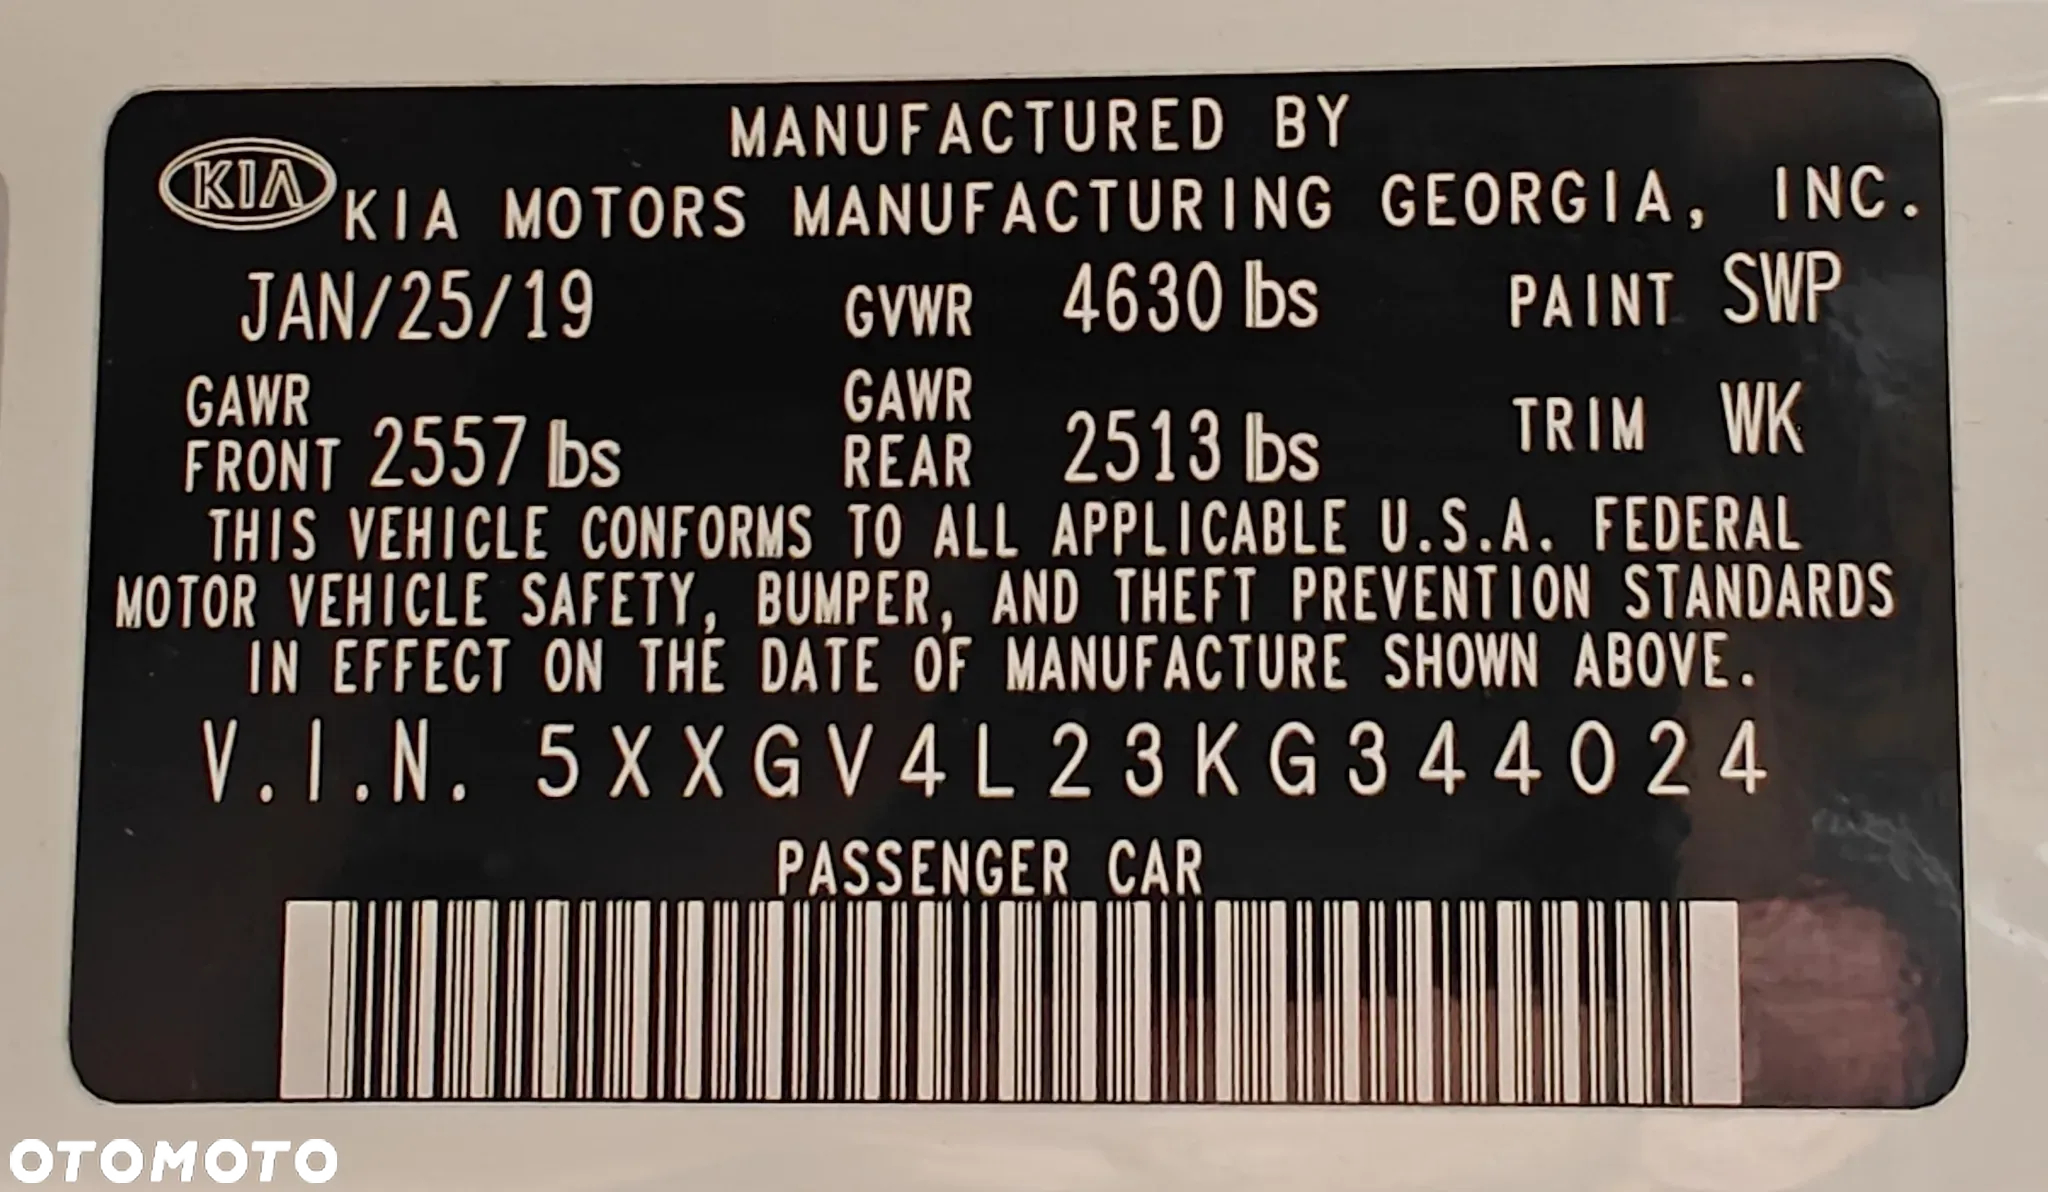 MANUFACTURED BY
KIA KIA MOTORS MANUFACTURING GEORGIA, INC.
JAN/25/19 GVWR 4630 lbs PAINT SWP
GAWR FRONT 2557 lbs GAWR REAR 2513 lbs TRIM WK
THIS VEHICLE CONFORMS TO ALL APPLICABLE U.S.A. FEDERAL
MOTOR VEHICLE SAFETY, BUMPER, AND THEFT PREVENTION STANDARDS
IN EFFECT ON THE DATE OF MANUFACTURE SHOWN ABOVE.
V.I.N. 5XXGV4L23KG344024
PASSENGER CAR
OTOMOTO